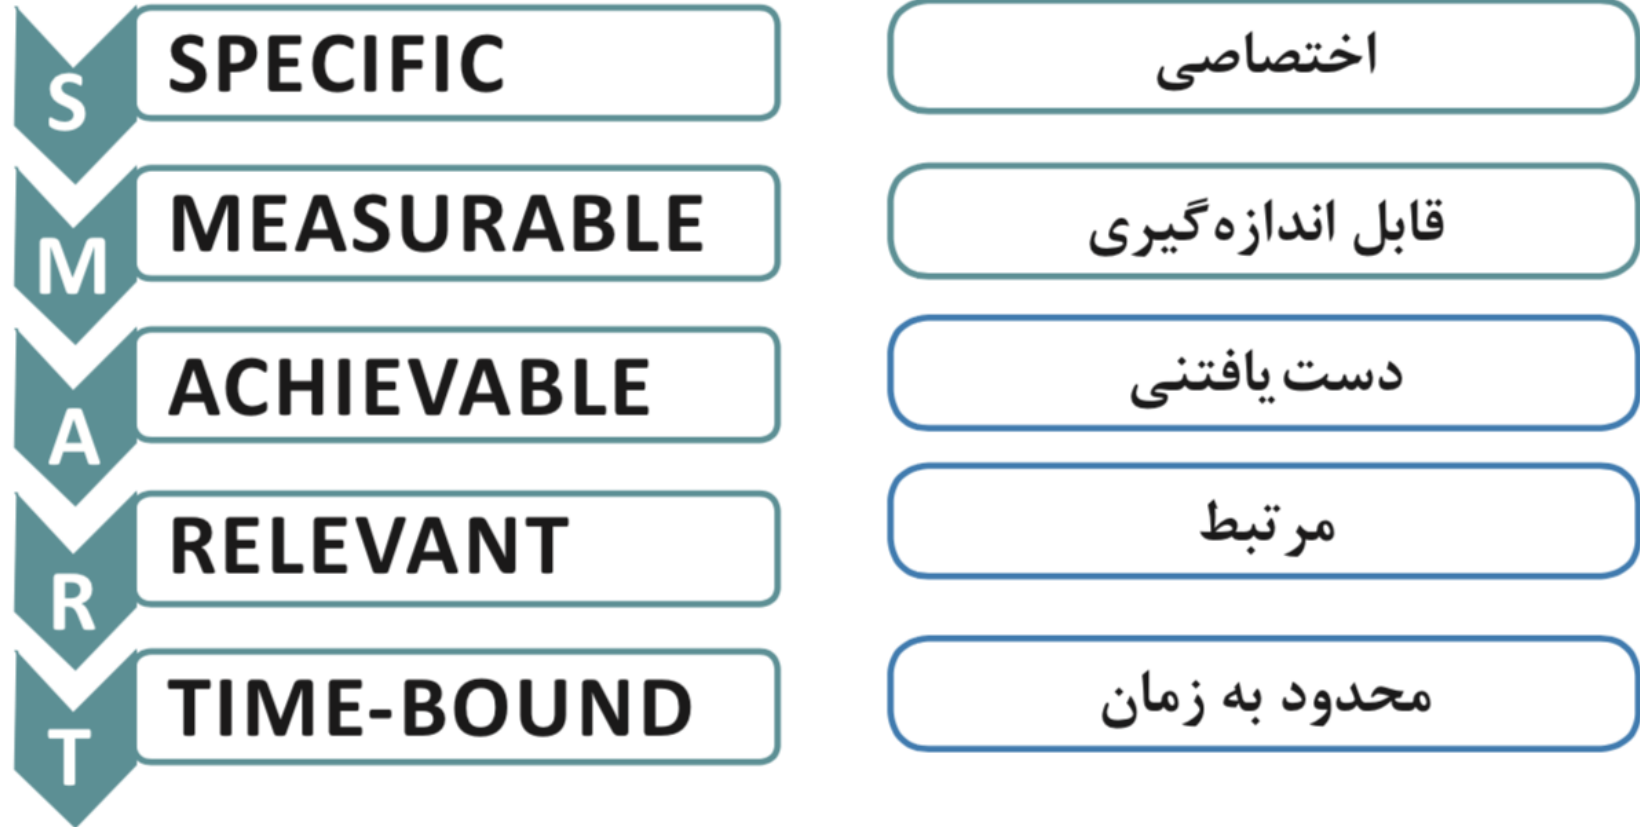 S
SPECIFIC
اختصاصی
M
MEASURABLE
قابل اندازه‌گیری
A
ACHIEVABLE
دست‌یافتنی
R
RELEVANT
مرتبط
T
TIME-BOUND
محدود به زمان